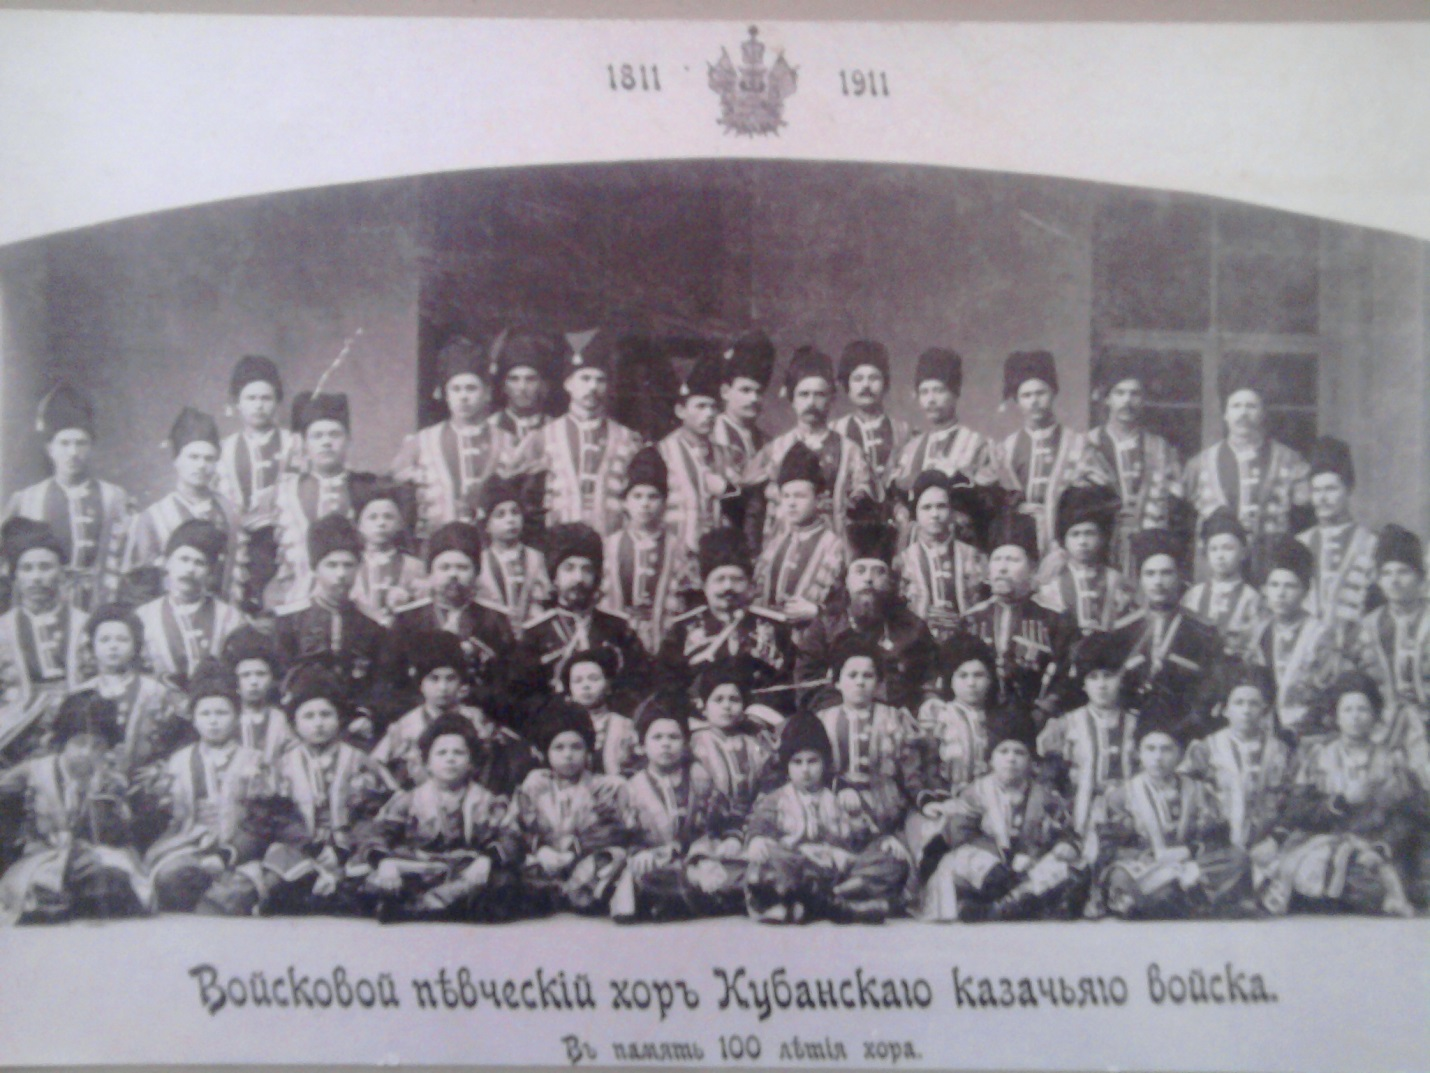 1811 1911
Войсковой пѣвческій хоръ Кубанскаго казачьяго войска.
Въ память 100 лѣтія хора.